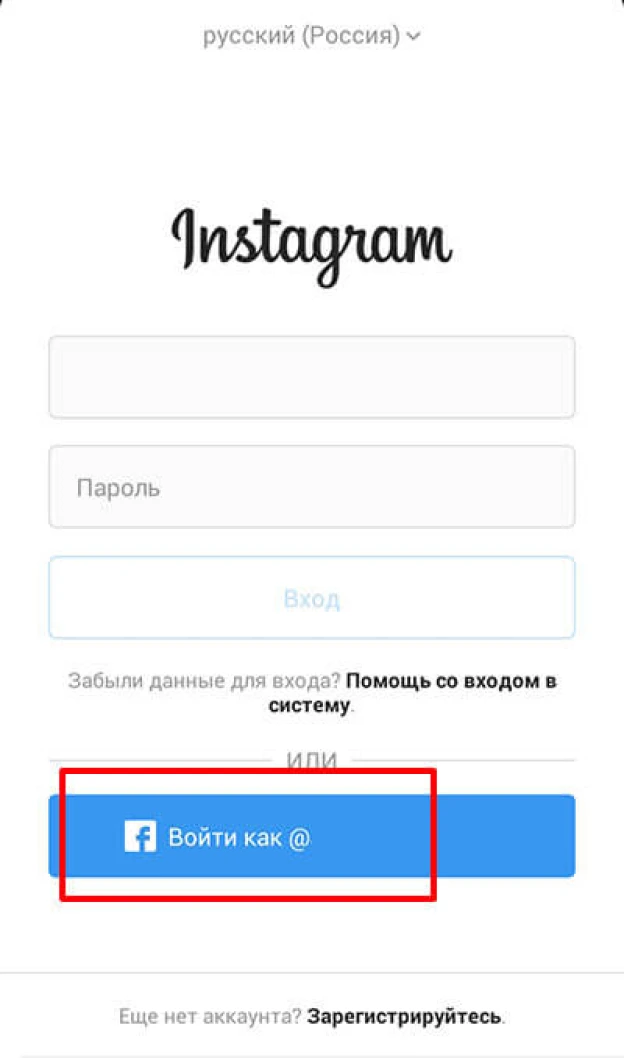 русский (Россия)
Instagram
Пароль
Вход
Забыли данные для входа? Помощь со входом в
систему.
ИЛИ
Войти как @
Еще нет аккаунта? Зарегистрируйтесь.